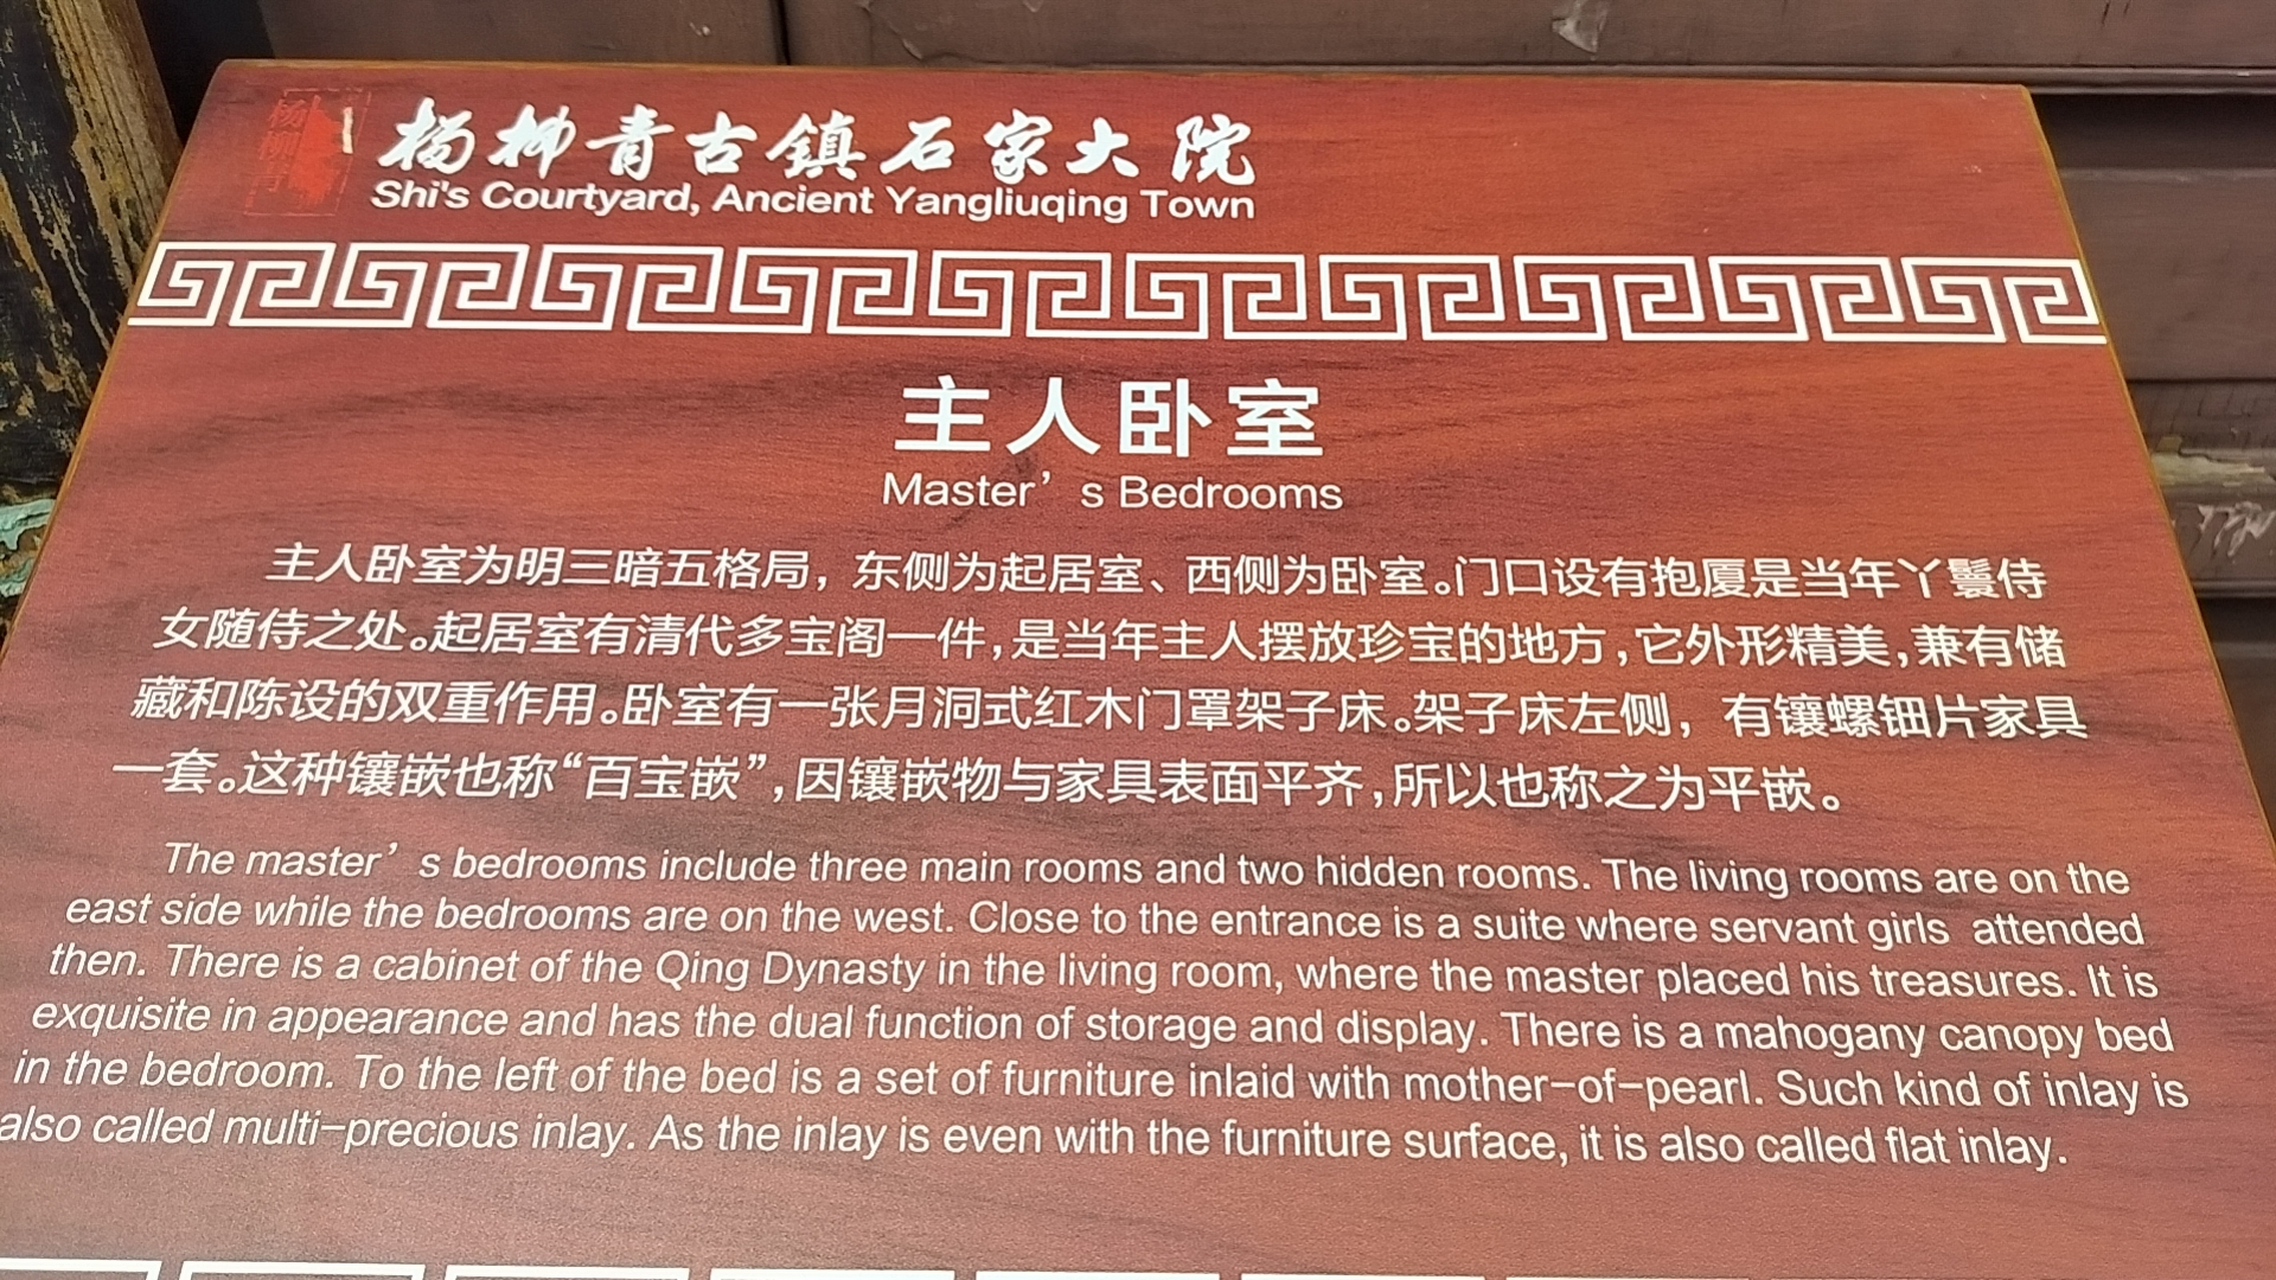 杨柳青古镇石家大院
Shi's Courtyard, Ancient Yangliuqing Town
主人卧室
Master’s Bedrooms
主人卧室为明三暗五格局，东侧为起居室、西侧为卧室。门口设有抱厦是当年丫鬟侍
女随侍之处。起居室有清代多宝阁一件，是当年主人摆放珍宝的地方，它外形精美，兼有储
藏和陈设的双重作用。卧室有一张月洞式红木门罩架子床。架子床左侧，有镶螺钿片家具
一套。这种镶嵌也称“百宝嵌”，因镶嵌物与家具表面平齐，所以也称之为平嵌。
The master’s bedrooms include three main rooms and two hidden rooms. The living rooms are on the
east side while the bedrooms are on the west. Close to the entrance is a suite where servant girls attended
then. There is a cabinet of the Qing Dynasty in the living room, where the master placed his treasures. It is
exquisite in appearance and has the dual function of storage and display. There is a mahogany canopy bed
in the bedroom. To the left of the bed is a set of furniture inlaid with mother-of-pearl. Such kind of inlay is
also called multi-precious inlay. As the inlay is even with the furniture surface, it is also called flat inlay.